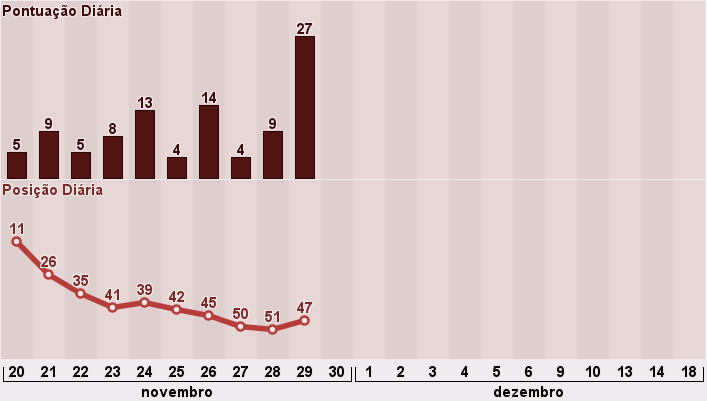 Pontuação Diária
5 9 5 8 13 4 14 4 9 27
Posição Diária
11 26 35 41 39 42 45 50 51 47
20 21 22 23 24 25 26 27 28 29 30 1 2 3 4 5 6 9 10 13 14 18
novembro dezembro